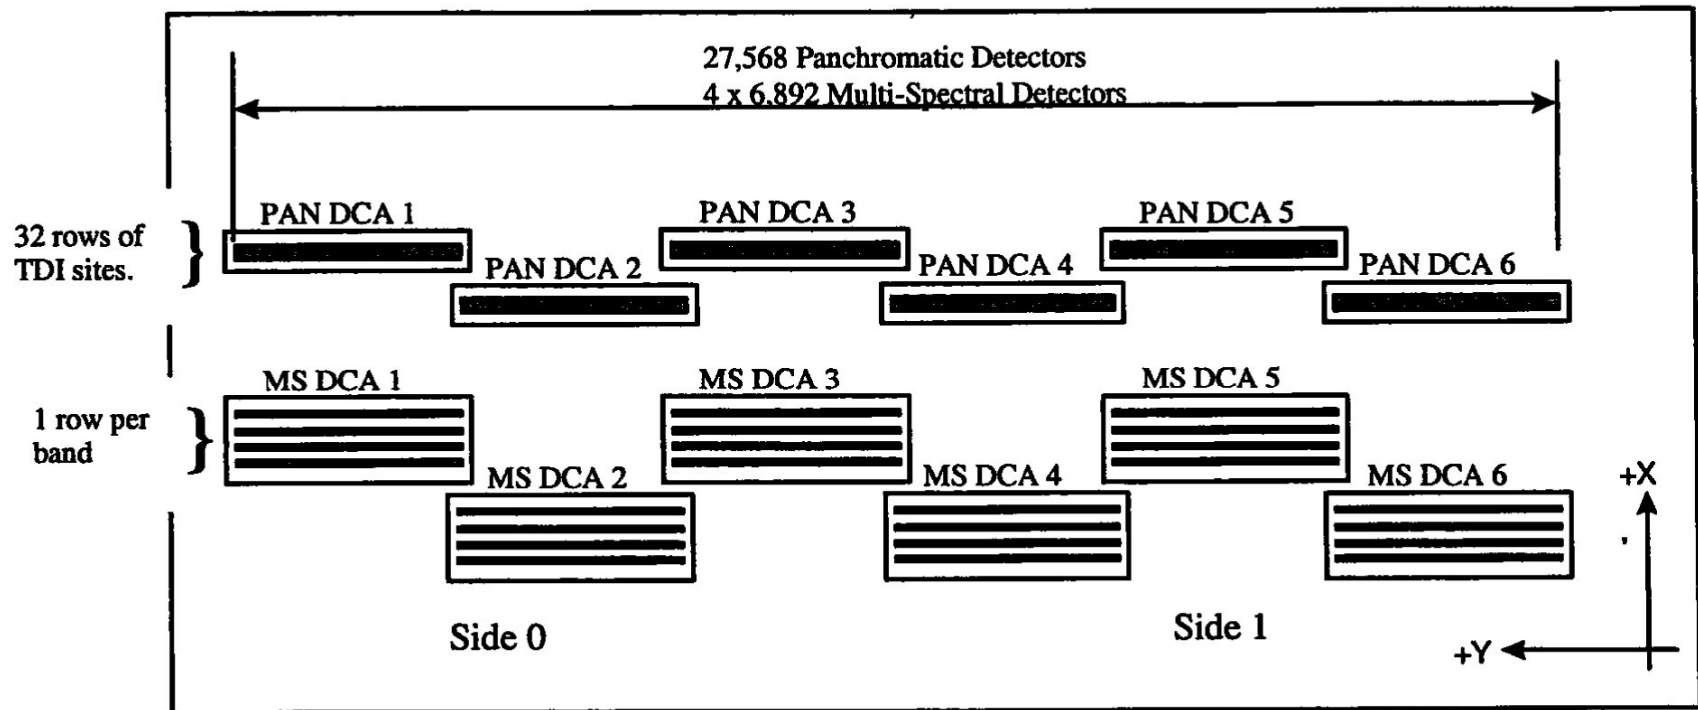 27,568 Panchromatic Detectors
4 x 6,892 Multi-Spectral Detectors
32 rows of
TDI sites.
PAN DCA 1
PAN DCA 2
PAN DCA 3
PAN DCA 4
PAN DCA 5
PAN DCA 6
1 row per
band
MS DCA 1
MS DCA 2
MS DCA 3
MS DCA 4
MS DCA 5
MS DCA 6
+X
+Y
Side 0
Side 1